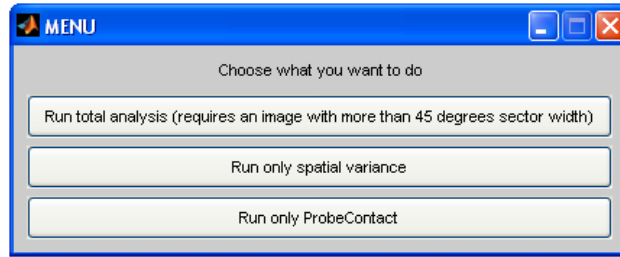 MENU
Choose what you want to do
Run total analysis (requires an image with more than 45 degrees sector width)
Run only spatial variance
Run only ProbeContact